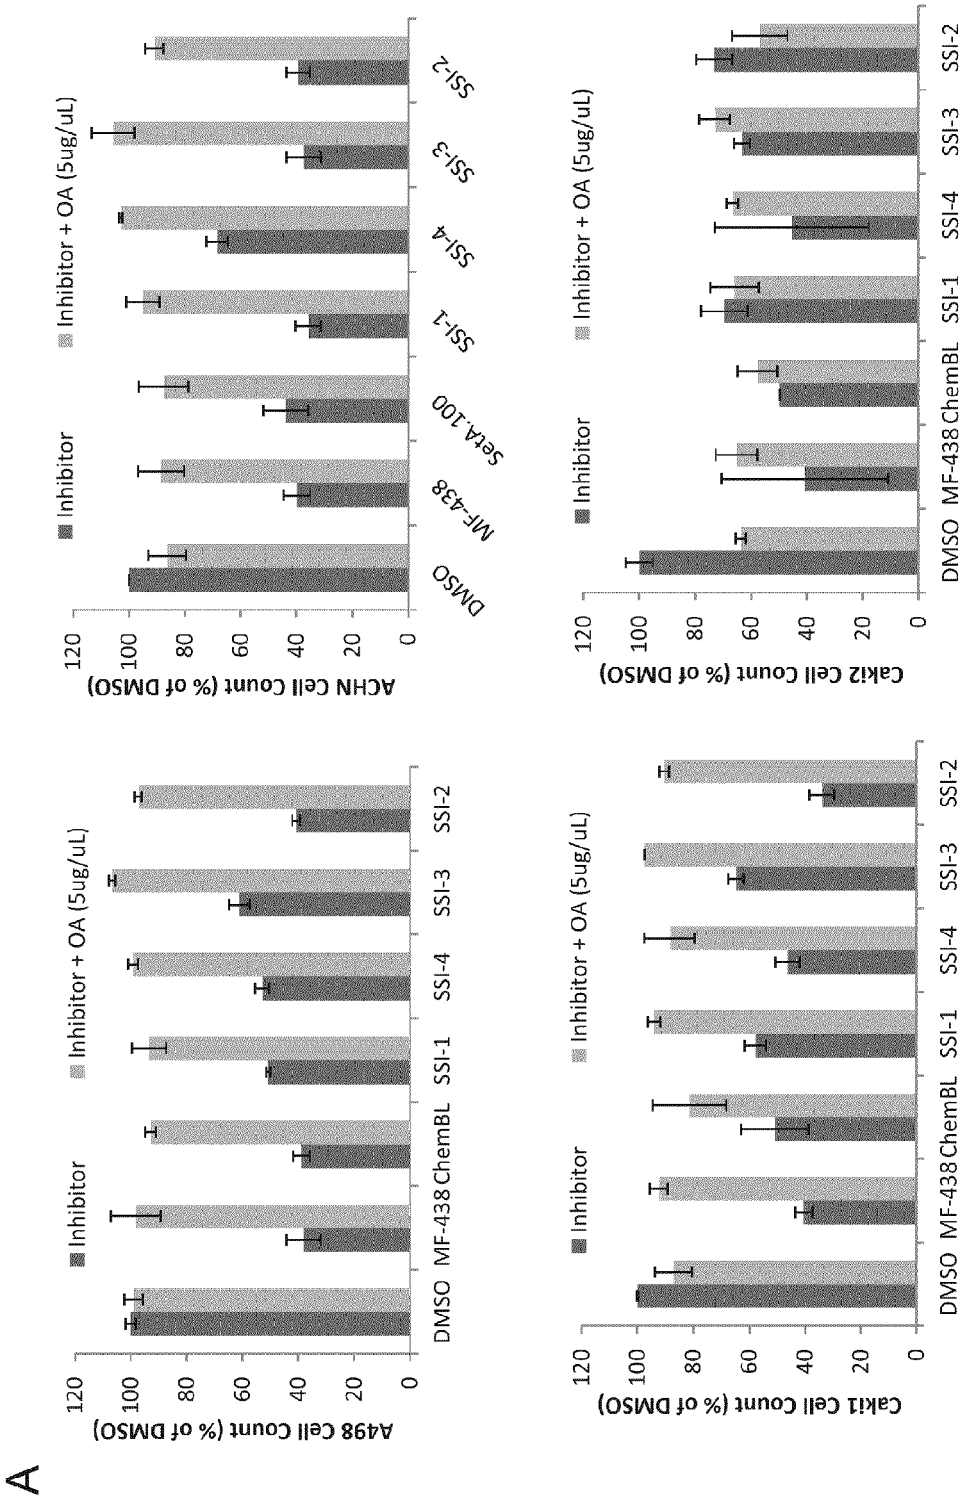 A
Inhibitor
Inhibitor + OA (5ug/uL)
A498 Cell Count (% of DMSO)
120
100
80
60
40
20
0
DMSO
MF-438
ChemBL
SSI-1
SSI-4
SSI-3
SSI-2
Inhibitor
Inhibitor + OA (5ug/uL)
ACHN Cell Count (% of DMSO)
120
100
80
60
40
20
0
DMSO
MF-438
SetA.100
SSI-1
SSI-4
SSI-3
SSI-2
Inhibitor
Inhibitor + OA (5ug/uL)
Caki1 Cell Count (% of DMSO)
120
100
80
60
40
20
0
DMSO
MF-438
ChemBL
SSI-1
SSI-4
SSI-3
SSI-2
Inhibitor
Inhibitor + OA (5ug/uL)
Caki2 Cell Count (% of DMSO)
120
100
80
60
40
20
0
DMSO
MF-438
ChemBL
SSI-1
SSI-4
SSI-3
SSI-2